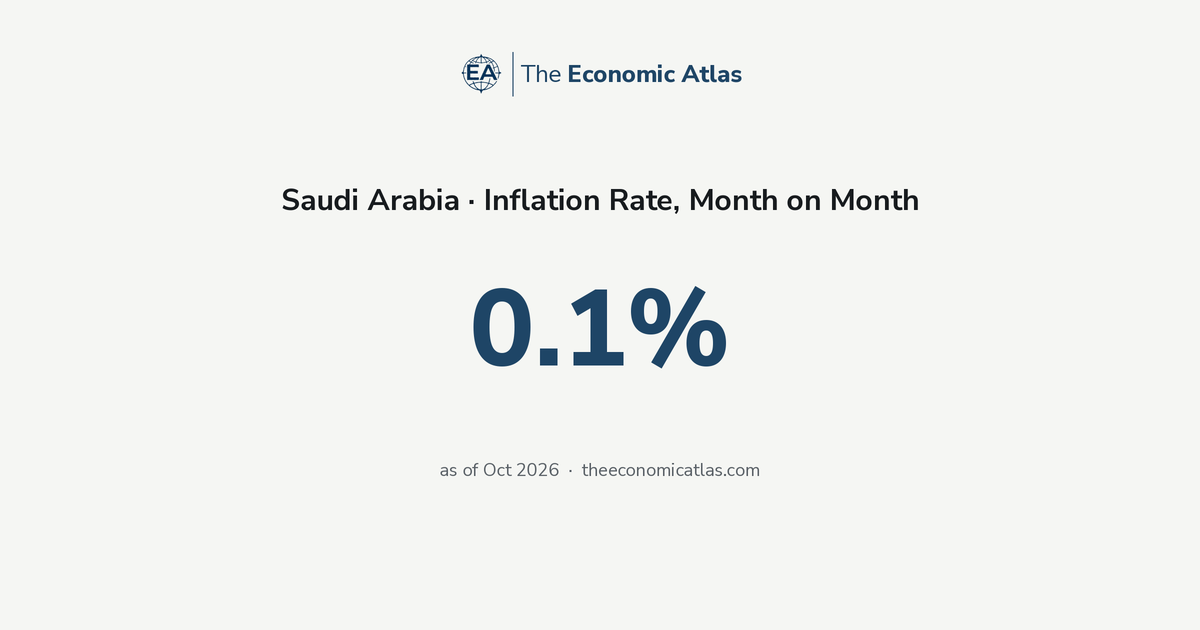 EA The Economic Atlas
Saudi Arabia · Inflation Rate, Month on Month
0.1%
as of Oct 2026 · theeconomicatlas.com